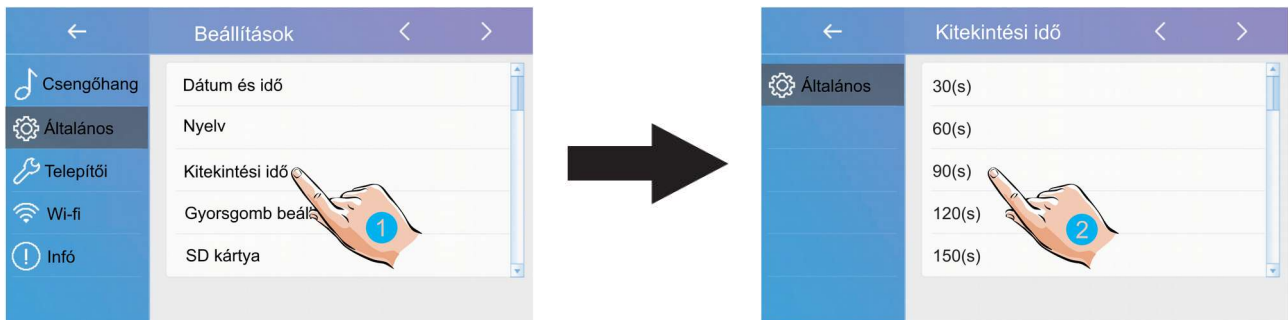 Beállítások
Csengőhang
Általános
Telepítői
Wi-fi
Infó
Dátum és idő
Nyelv
Kitekintési idő
Gyorsgomb
SD kártya
1
Kitekintési idő
Általános
30(s)
60(s)
90(s)
120(s)
150(s)
2